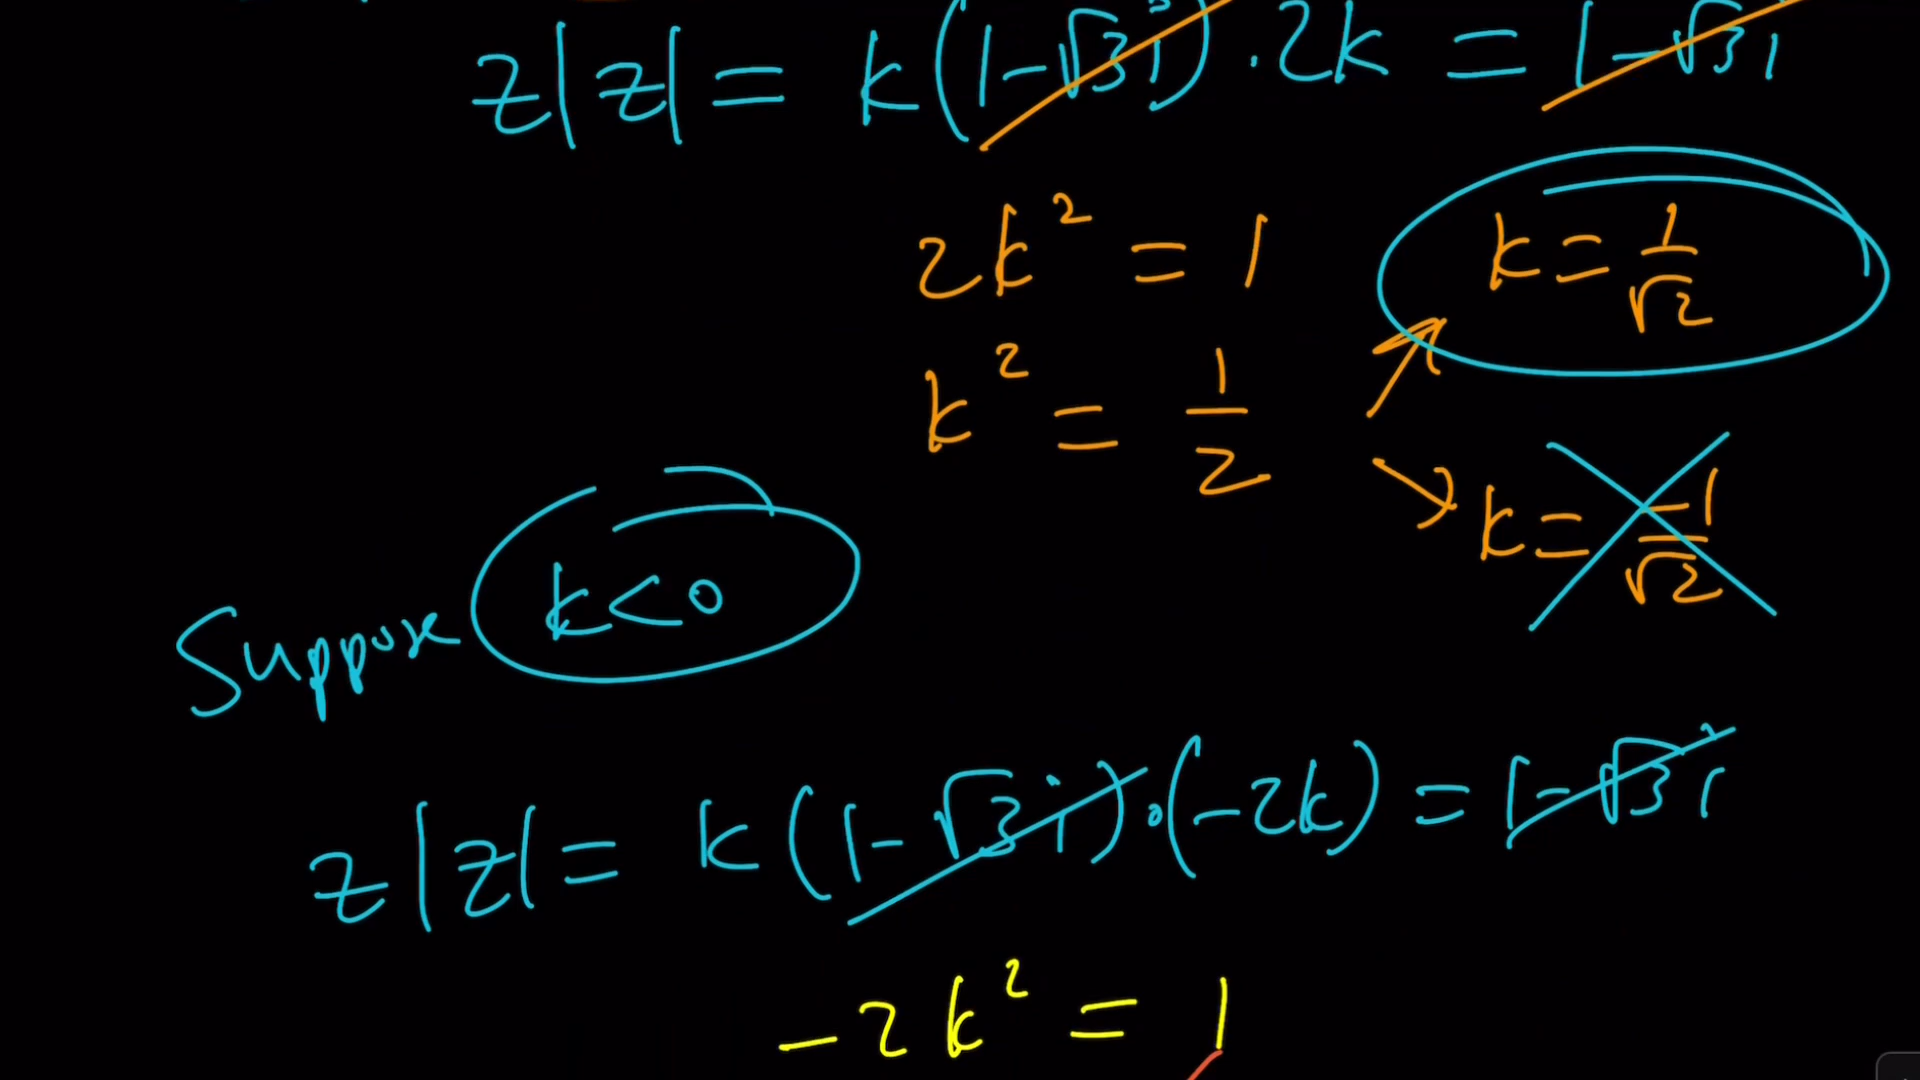 z|z| = k(1-√3i).2k = 1-√3i
2k² = 1
k = 1/√2
k² = 1/2
k = -1/√2
Suppose k<0
z|z| = k(1-√3i).(-2k) = 1-√3i
-2k² = 1